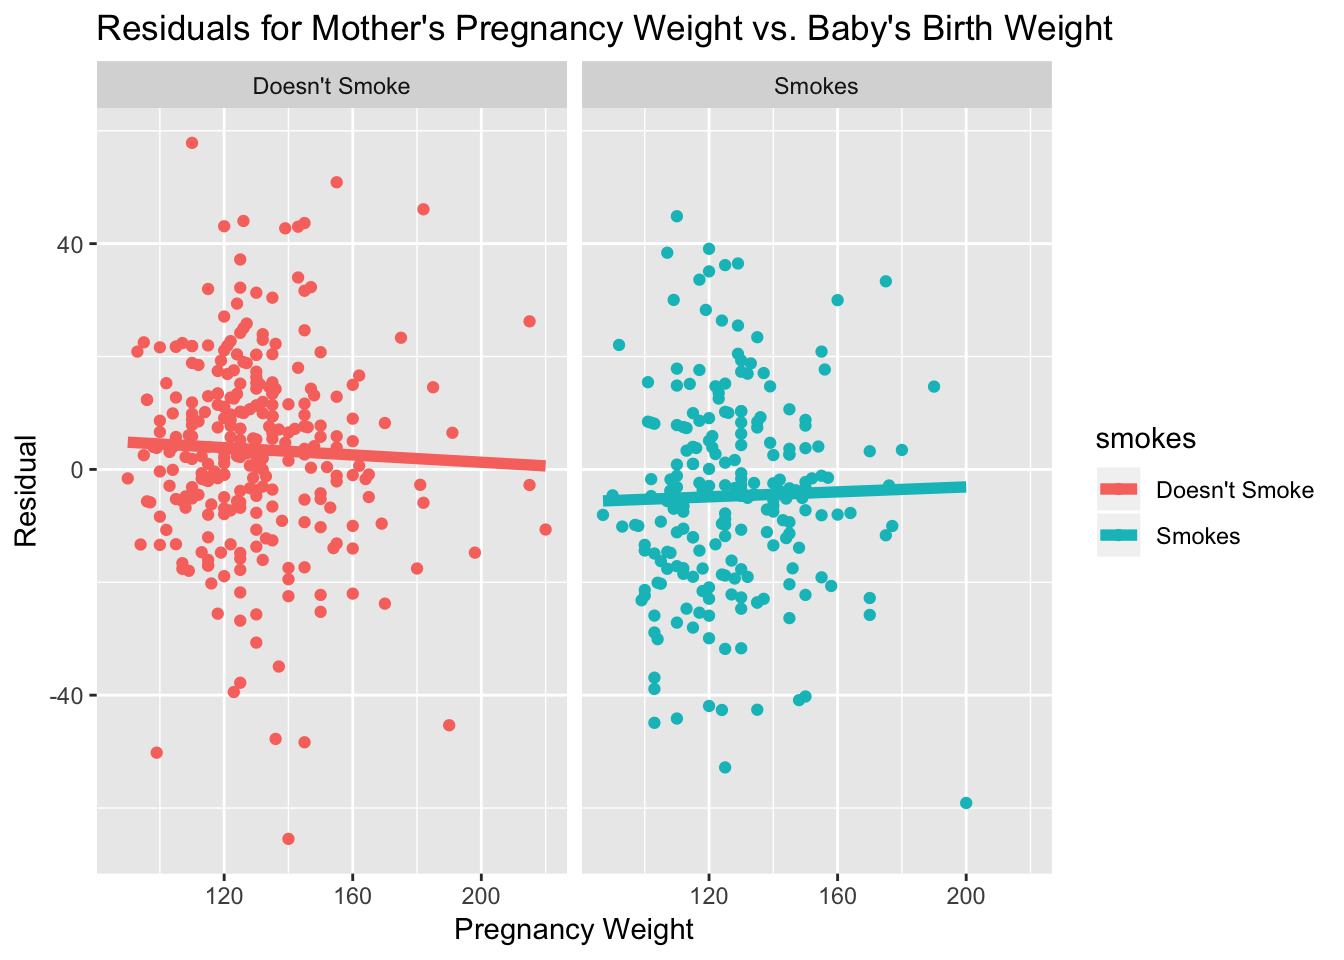 Residuals for Mother's Pregnancy Weight vs. Baby's Birth Weight
Doesn't Smoke
Smokes
40
0
-40
Residual
120
160
200
120
160
200
Pregnancy Weight
smokes
Doesn't Smoke
Smokes